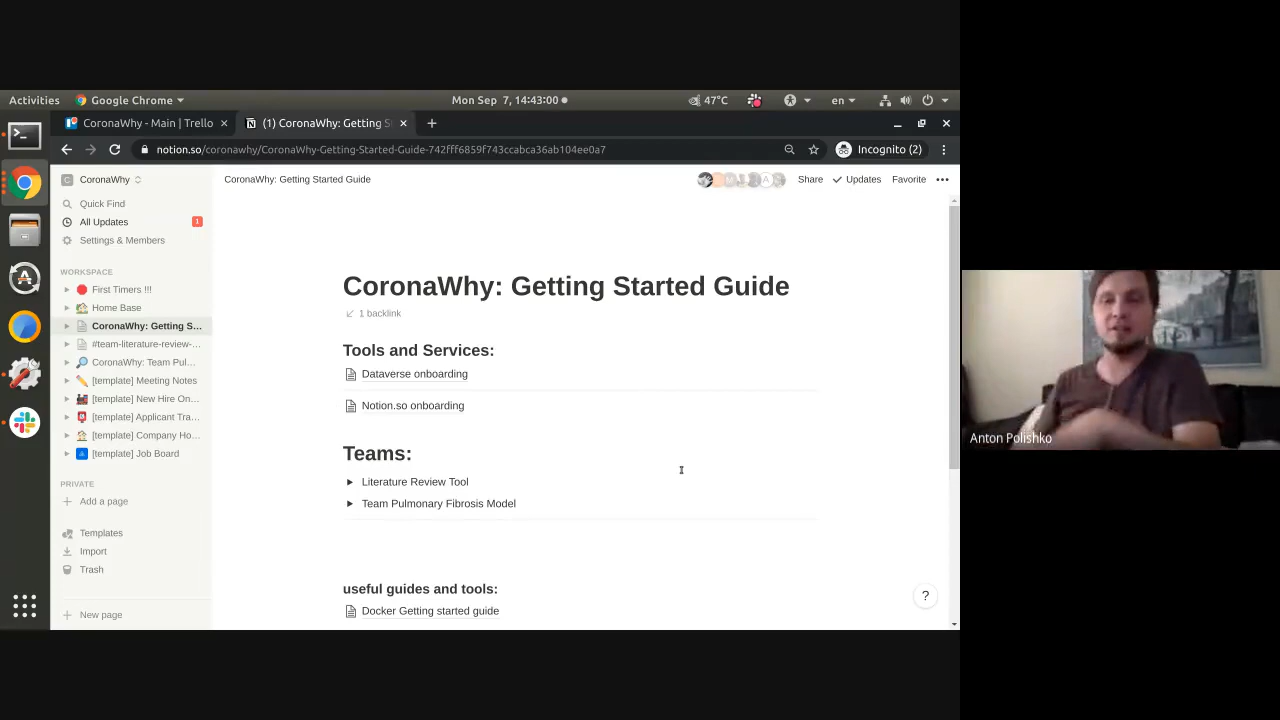 Activities
Google Chrome
Mon Sep 7, 14:43:00
47°C
en
CoronaWhy - Main | Trello
(1) CoronaWhy: Getting S
notion.so/coronawhy/CoronaWhy-Getting-Started-Guide-742fff6859f743ccabca36ab104ee0a7
Incognito (2)
C
CoronaWhy
CoronaWhy: Getting Started Guide
A
Share
Updates
Favorite
Quick Find
All Updates
1
Settings & Members
WORKSPACE
First Timers !!!
Home Base
CoronaWhy: Getting S...
#team-literature-review-...
CoronaWhy: Team Pul...
[template] Meeting Notes
[template] New Hire On...
[template] Applicant Tra...
[template] Company Ho...
[template] Job Board
PRIVATE
Add a page
Templates
Import
Trash
New page
CoronaWhy: Getting Started Guide
1 backlink
Tools and Services:
Dataverse onboarding
Notion.so onboarding
Teams:
Literature Review Tool
Team Pulmonary Fibrosis Model
useful guides and tools:
Docker Getting started guide
?
Anton Polishko